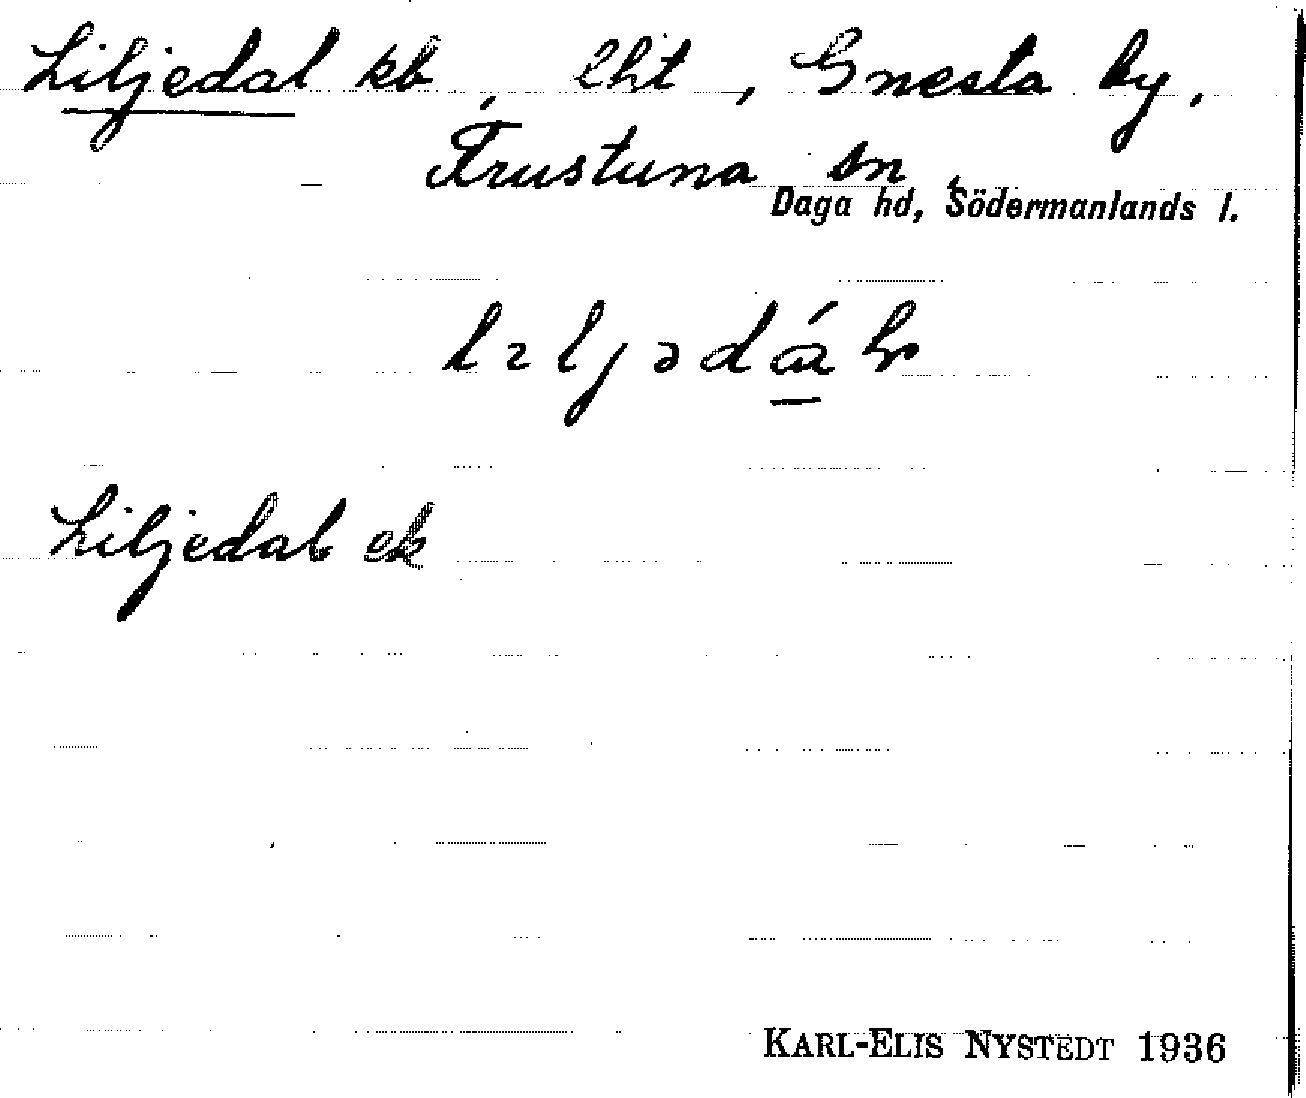 Liljedal kb, lht, Gnesta by,
Frustuna sn,
Daga hd, Södermanlands l.
Liljedal ek
KARL-ELIS NYSTEDT 1936